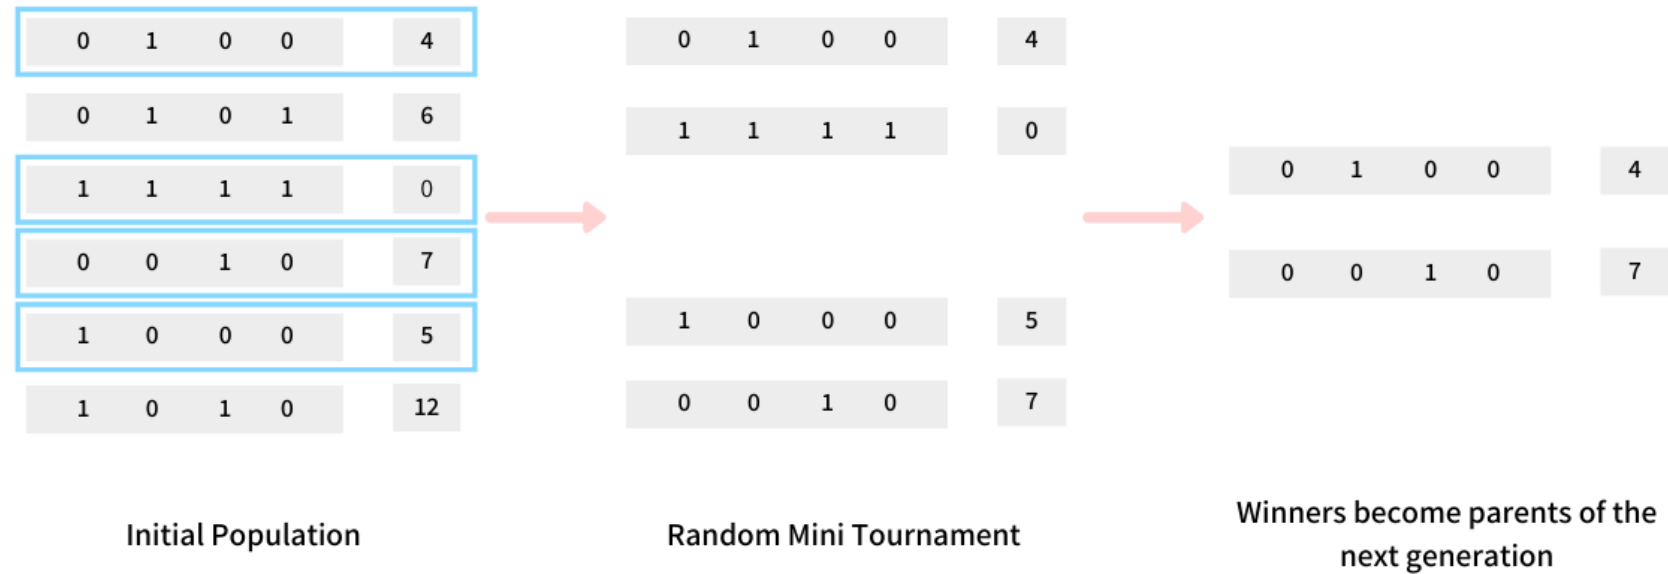 0 1 0 0 4
0 1 0 1 6
1 1 1 1 0
0 0 1 0 7
1 0 0 0 5
1 0 1 0 12
Initial Population
0 1 0 0 4
1 1 1 1 0
1 0 0 0 5
0 0 1 0 7
Random Mini Tournament
0 1 0 0 4
0 0 1 0 7
Winners become parents of the
next generation